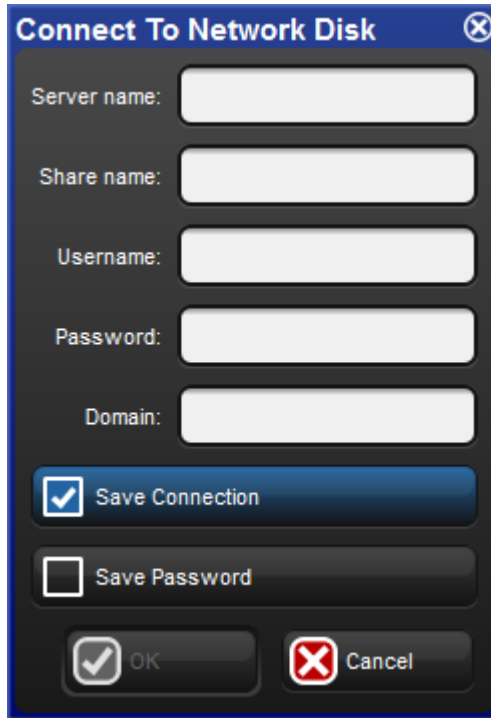 Connect To Network Disk
Server name:
Share name:
Username:
Password:
Domain:
Save Connection
Save Password
OK
Cancel